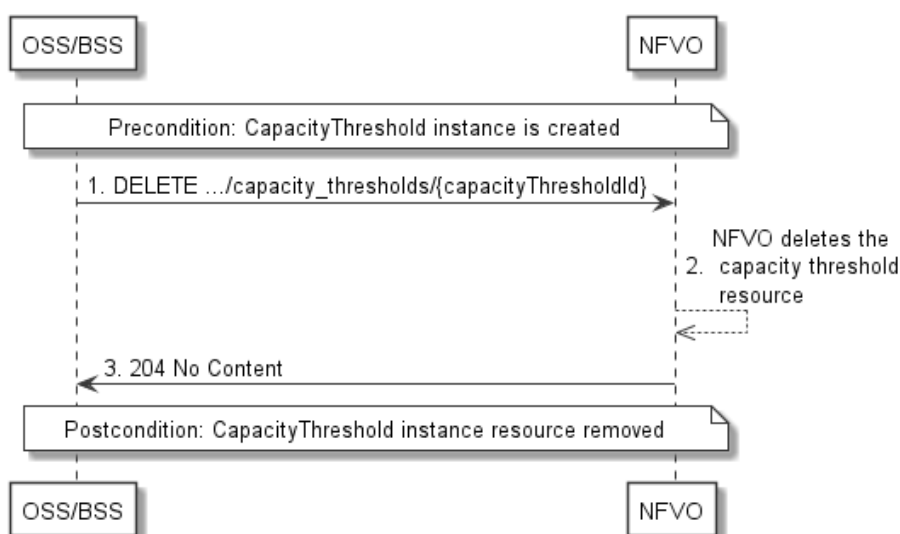 OSS/BSS
NFVO
Precondition: CapacityThreshold instance is created
1. DELETE .../capacity_thresholds/{capacityThresholdId}
NFVO deletes the
2. capacity threshold
resource
3. 204 No Content
Postcondition: CapacityThreshold instance resource removed
OSS/BSS
NFVO